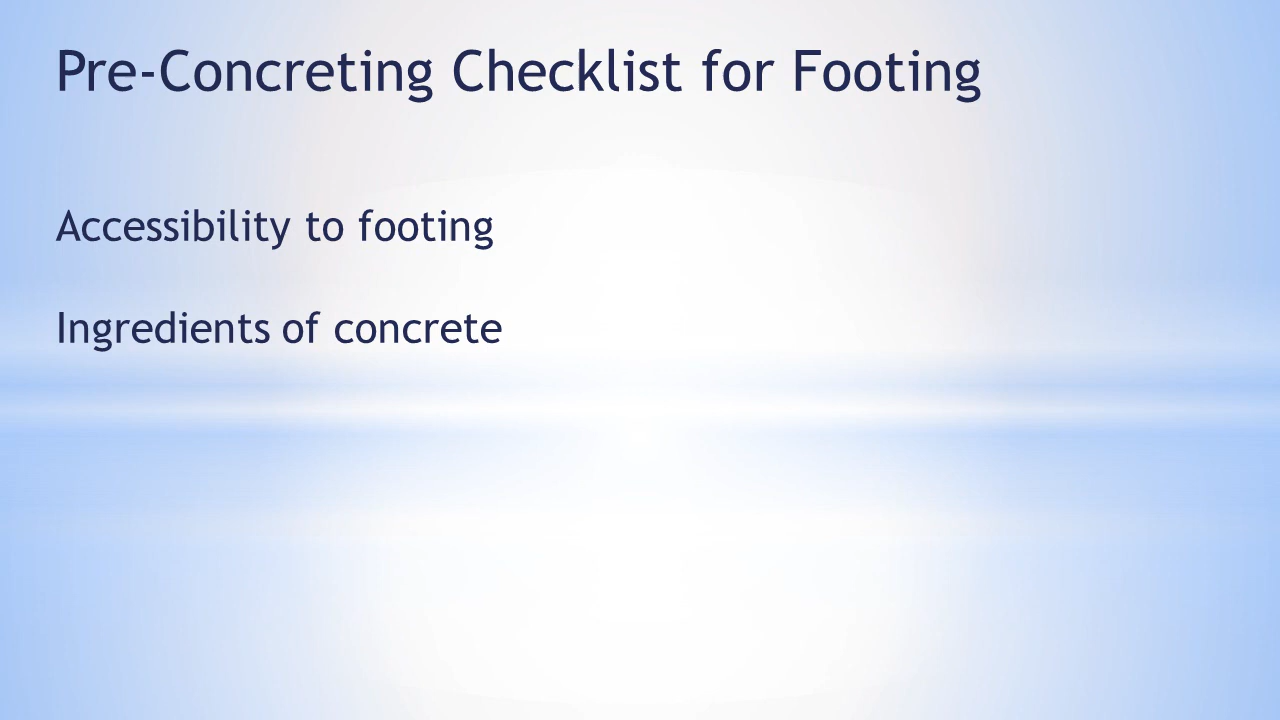 Pre-Concreting Checklist for Footing
Accessibility to footing
Ingredients of concrete